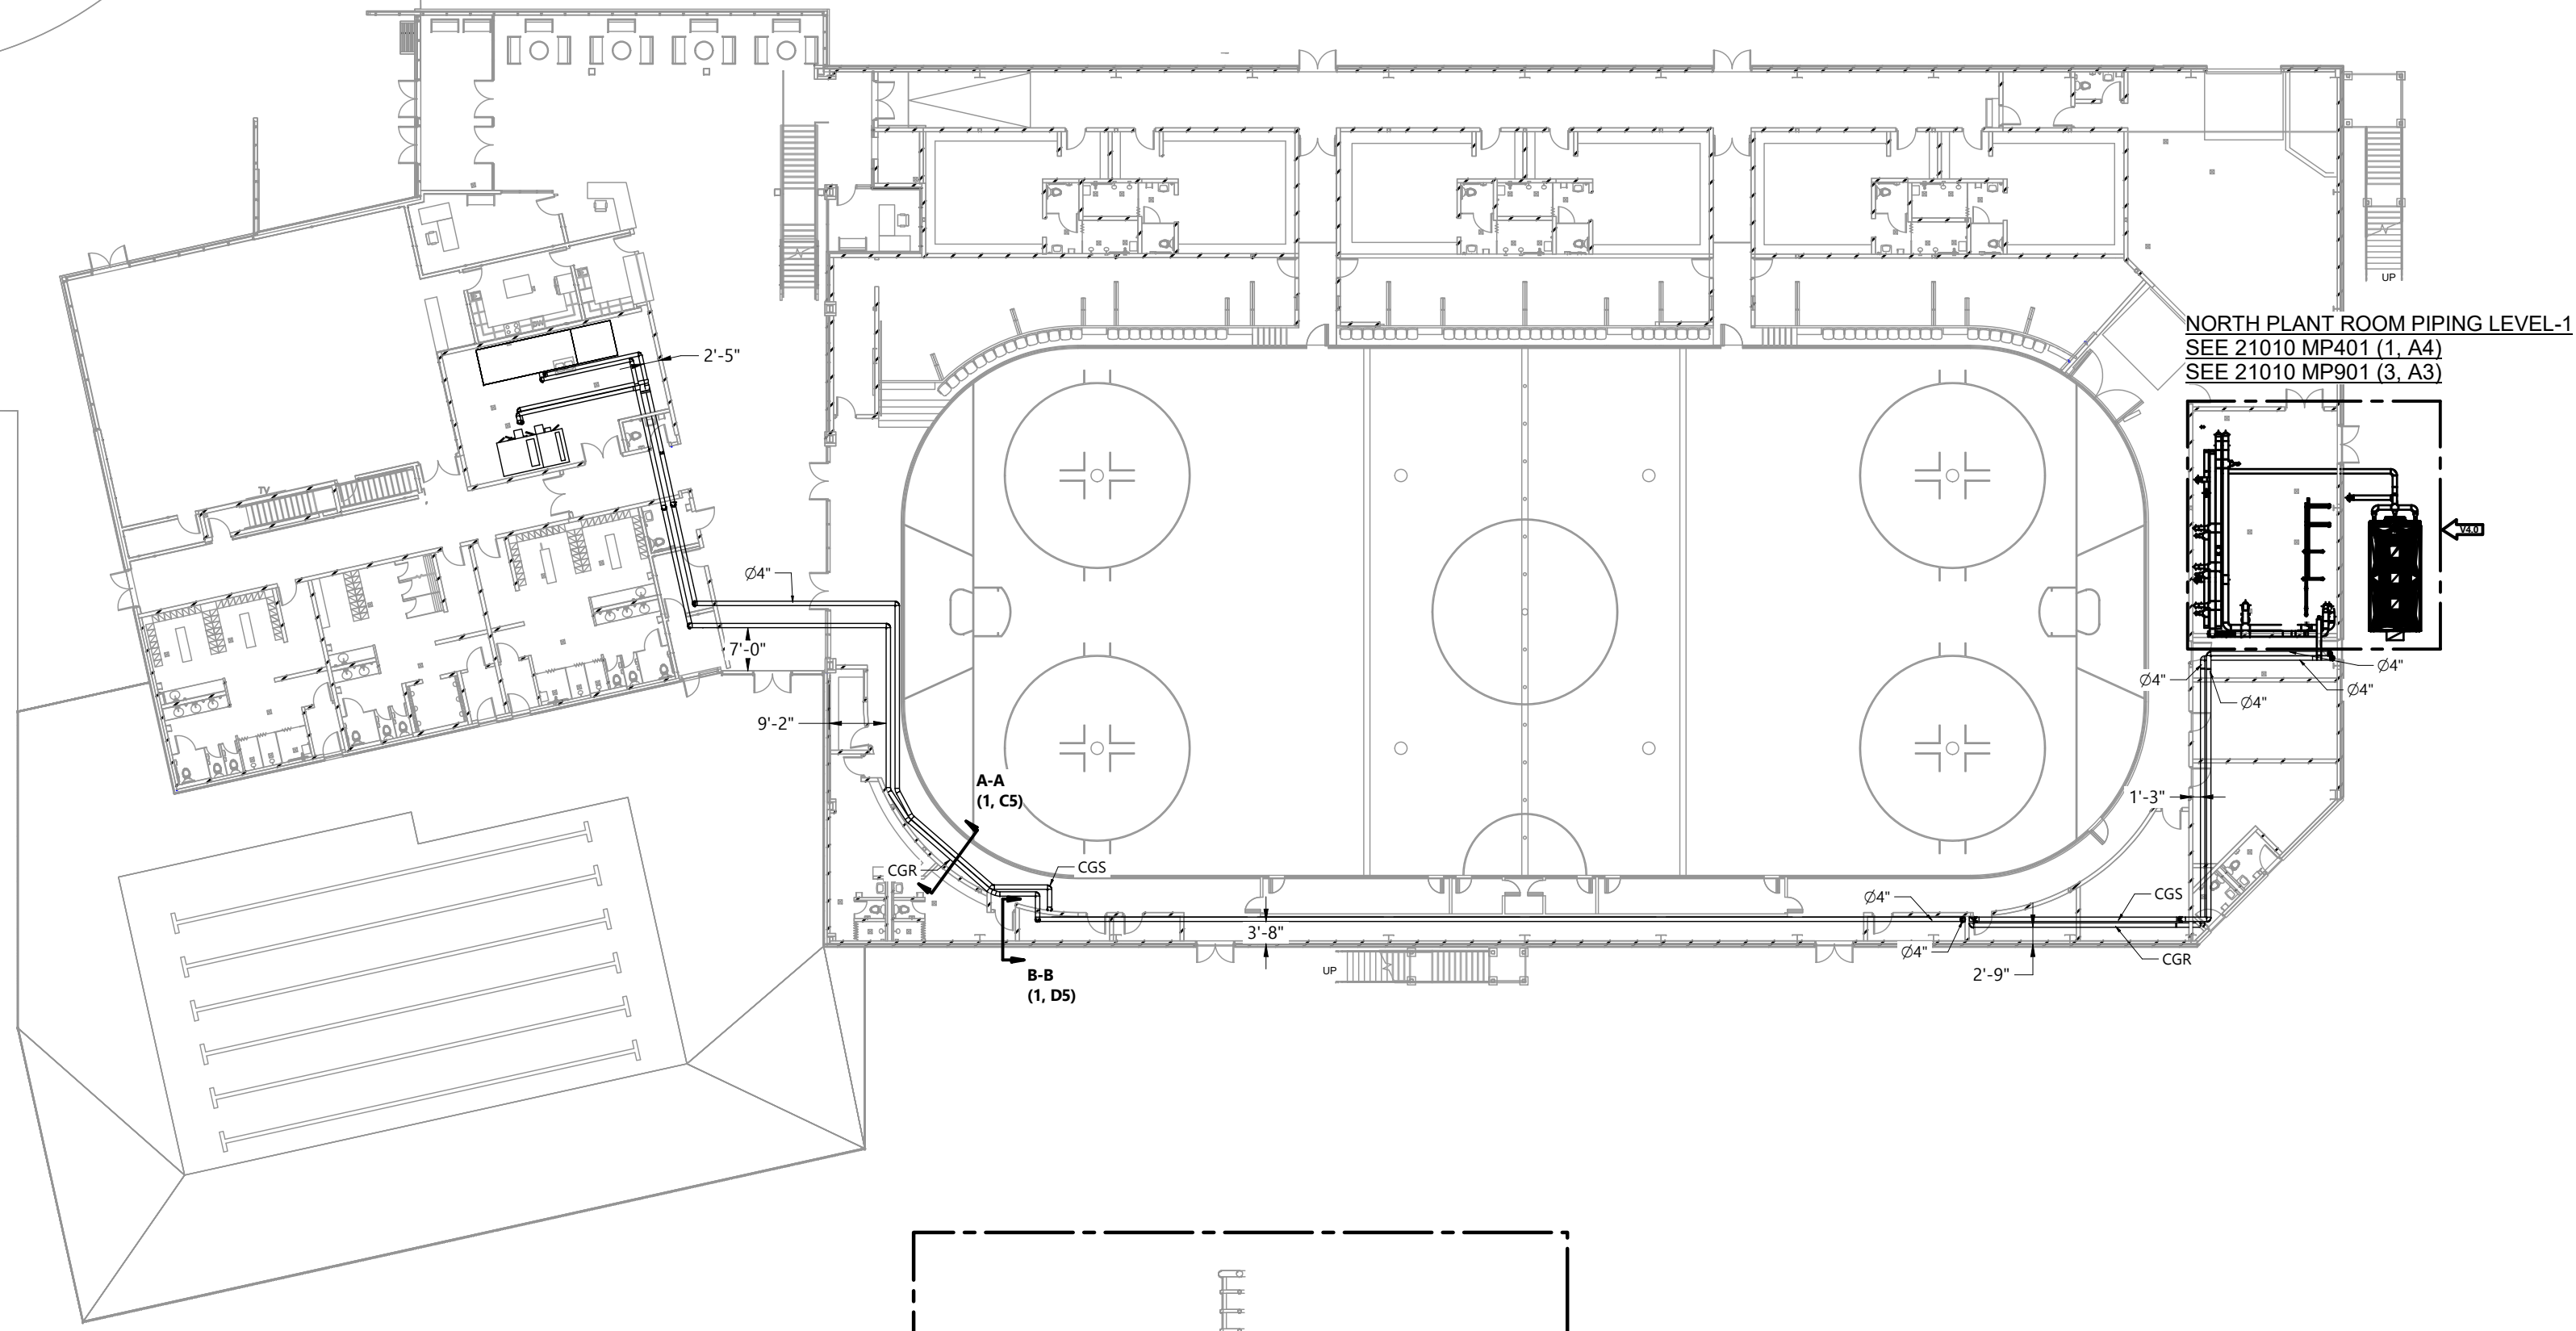 UP
NORTH PLANT ROOM PIPING LEVEL-1
SEE 21010 MP401 (1, A4)
SEE 21010 MP901 (3, A3)
2'-5"
TV
V4.0
Ø4"
7'-0"
Ø4"
Ø4"
Ø4"
Ø4"
9'-2"
A-A
(1, C5)
1'-3"
CGR
CGS
CGS
Ø4"
3'-8"
Ø4"
CGR
UP
2'-9"
B-B
(1, D5)